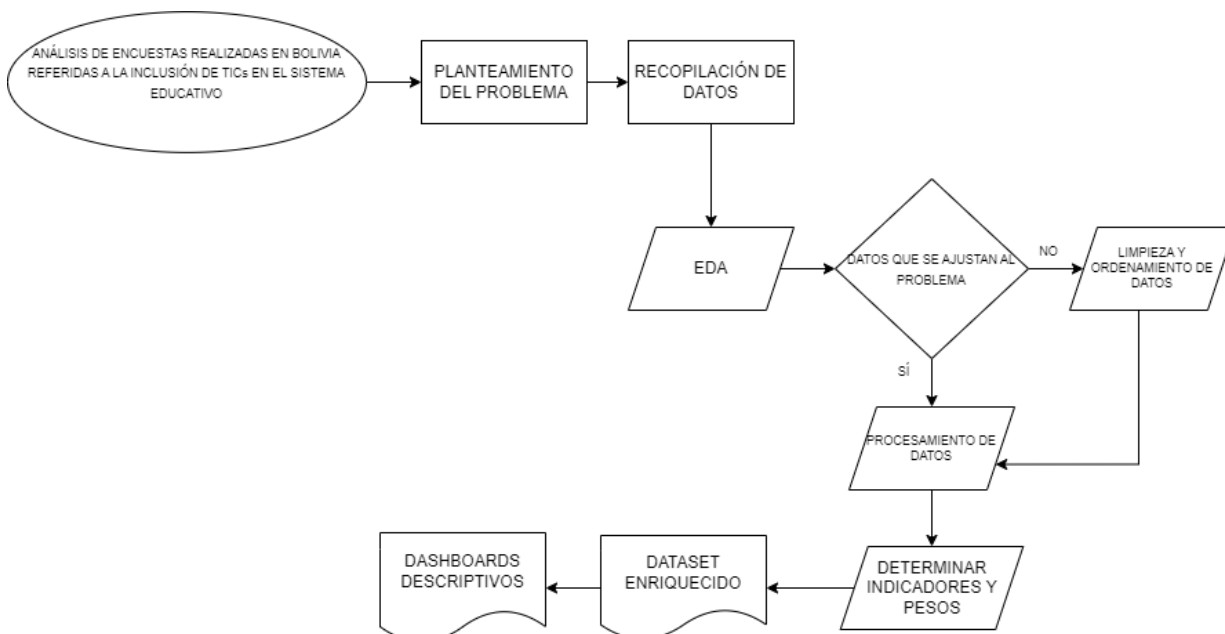 ANÁLISIS DE ENCUESTAS REALIZADAS EN BOLIVIA
REFERIDAS A LA INCLUSIÓN DE TICs EN EL SISTEMA
EDUCATIVO
PLANTEAMIENTO
DEL PROBLEMA
RECOPILACIÓN DE
DATOS
EDA
DATOS QUE SE AJUSTAN AL
PROBLEMA
NO
LIMPIEZA Y
ORDENAMIENTO DE
DATOS
SÍ
PROCESAMIENTO DE
DATOS
DETERMINAR
INDICADORES Y
PESOS
DATASET
ENRIQUECIDO
DASHBOARDS
DESCRIPTIVOS